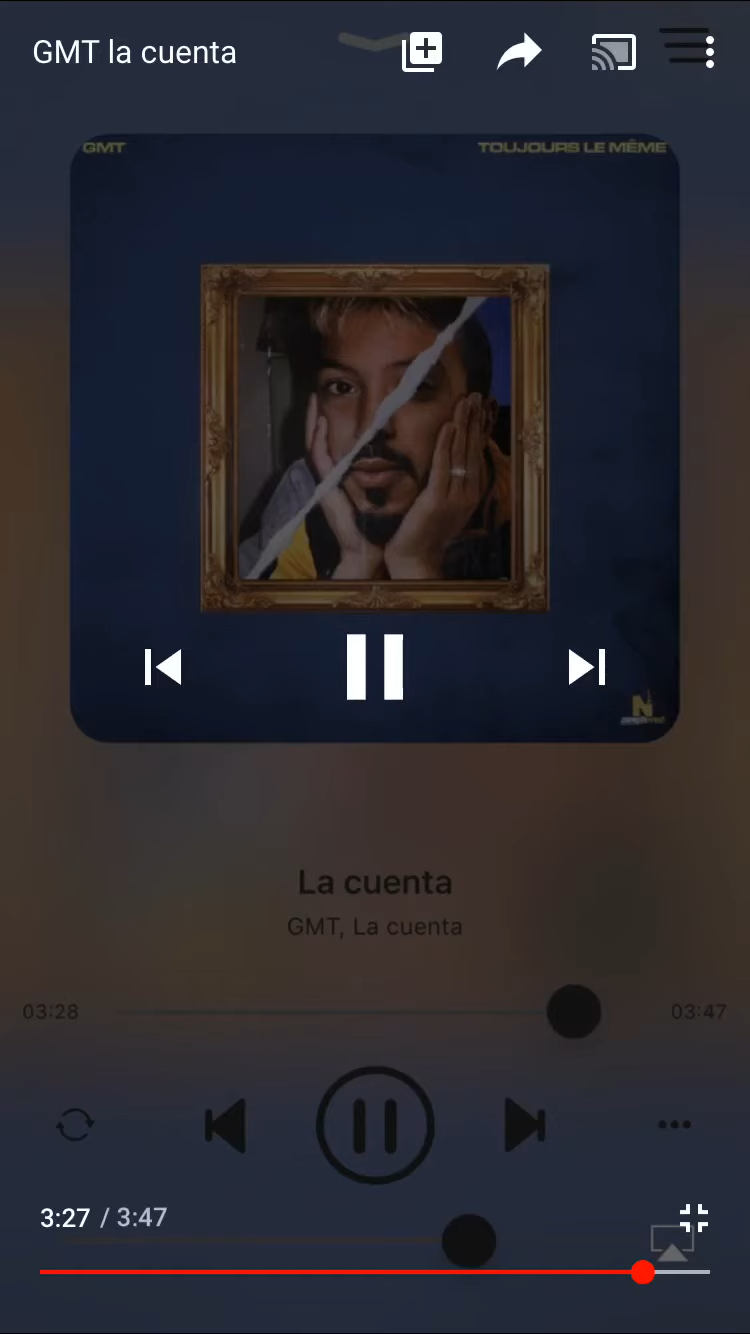 GMT la cuenta
GMT
TOUJOURS LE MÊME
N
La cuenta
GMT, La cuenta
03:28
03:47
3:27 / 3:47